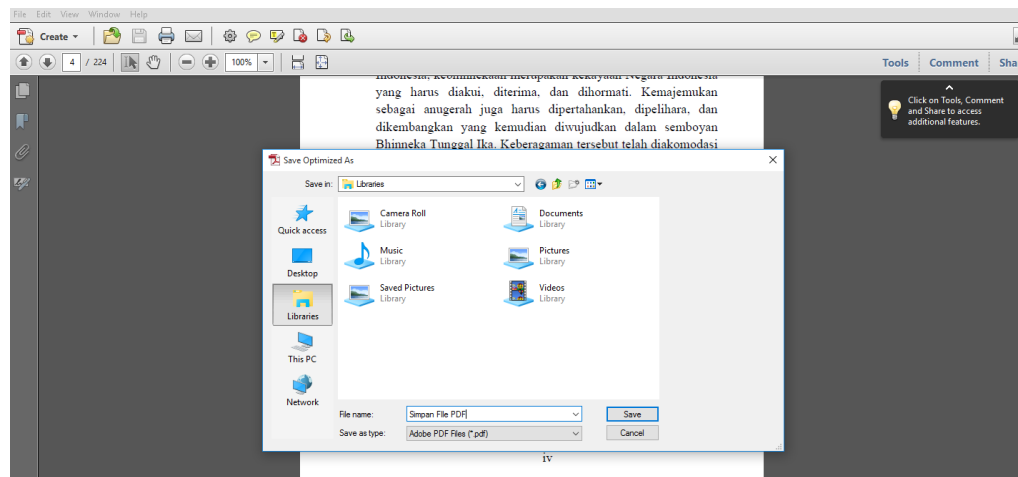 File Edit View Window Help
Create
4 / 224
100%
Tools Comment Sha
Click on Tools, Comment
and Share to access
additional features.
Indonesia, kebhinnekaan merupakan kekayaan Negara Indonesia
yang harus diakui, diterima, dan dihormati. Kemajemukan
sebagai anugerah juga harus dipertahankan, dipelihara, dan
dikembangkan yang kemudian diwujudkan dalam semboyan
Bhinneka Tunggal Ika. Keberagaman tersebut telah diakomodasi
Save Optimized As
Save in: Libraries
Quick access
Desktop
Libraries
This PC
Network
Camera Roll
Library
Documents
Library
Music
Library
Pictures
Library
Saved Pictures
Library
Videos
Library
File name: Simpan FIle PDF
Save
Save as type: Adobe PDF Files (*.pdf)
Cancel
iv